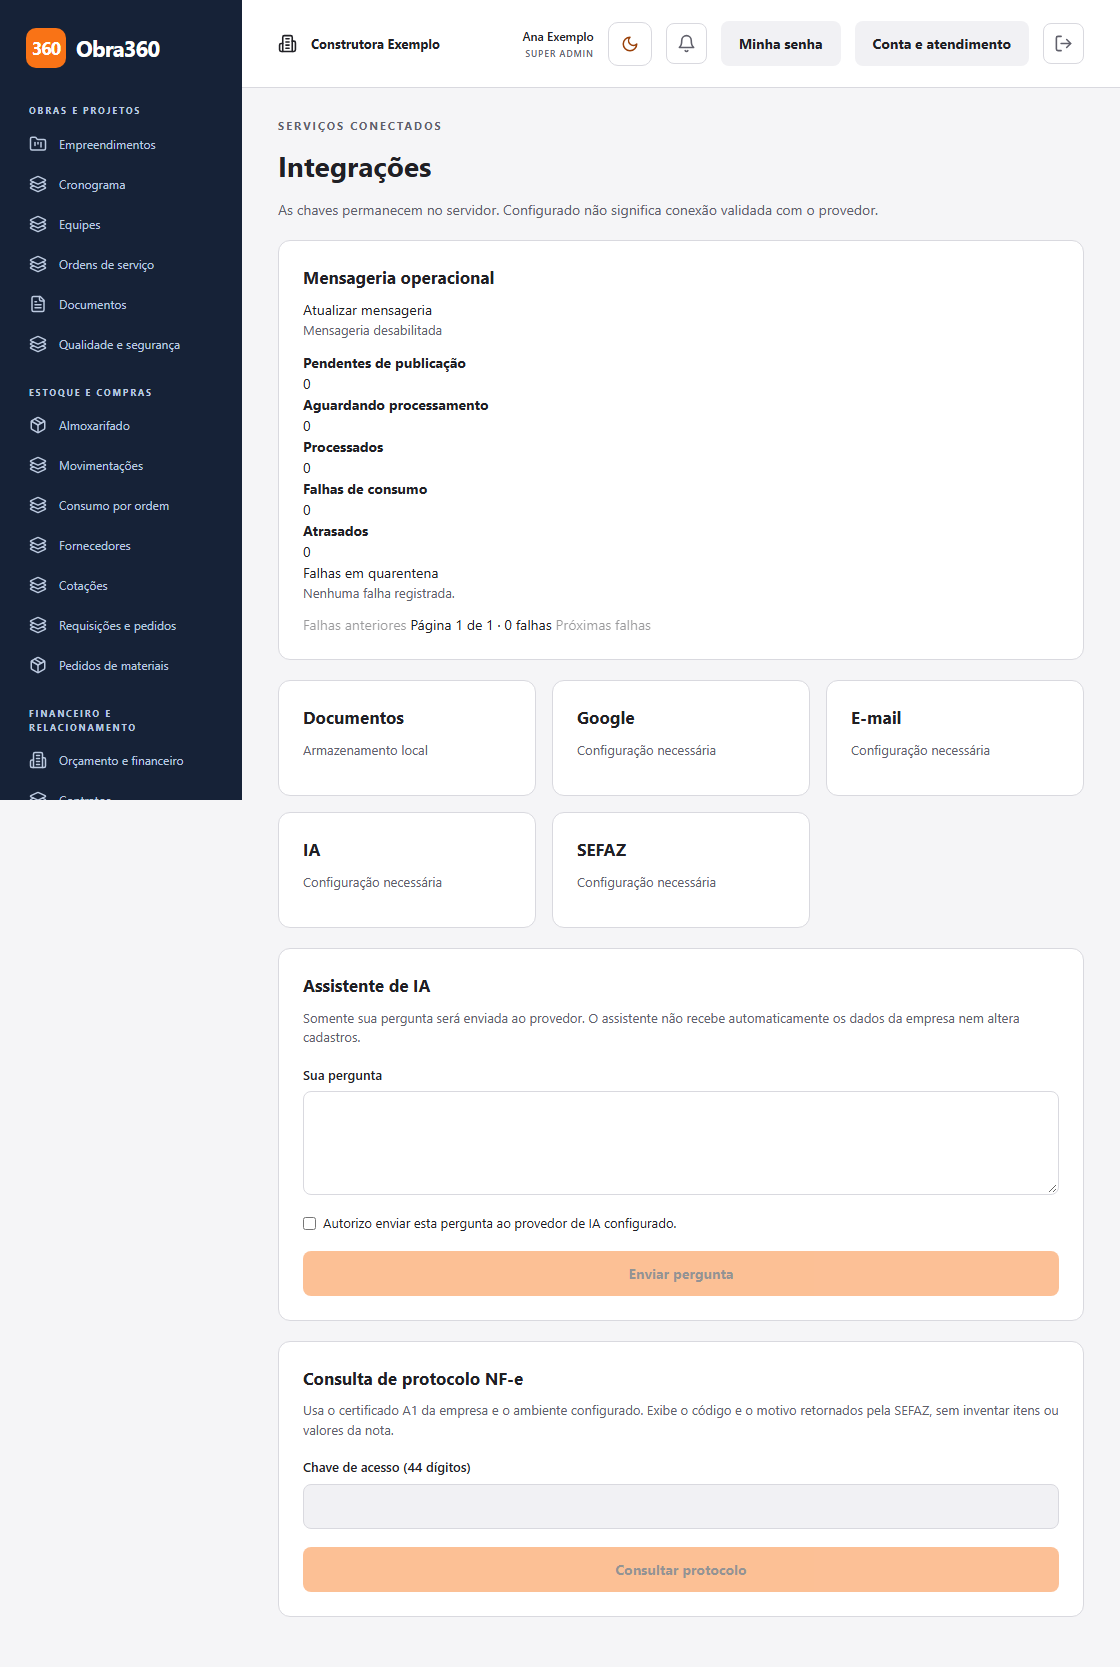 360 Obra360
OBRAS E PROJETOS
Empreendimentos
Cronograma
Equipes
Ordens de serviço
Documentos
Qualidade e segurança
ESTOQUE E COMPRAS
Almoxarifado
Movimentações
Consumo por ordem
Fornecedores
Cotações
Requisições e pedidos
Pedidos de materiais
FINANCEIRO E
RELACIONAMENTO
Orçamento e financeiro
Construtora Exemplo
Ana Exemplo
SUPER ADMIN
Minha senha
Conta e atendimento
SERVIÇOS CONECTADOS
Integrações
As chaves permanecem no servidor. Configurado não significa conexão validada com o provedor.
Mensageria operacional
Atualizar mensageria
Mensageria desabilitada
Pendentes de publicação
0
Aguardando processamento
0
Processados
0
Falhas de consumo
0
Atrasados
0
Falhas em quarentena
Nenhuma falha registrada.
Falhas anteriores Página 1 de 1 · 0 falhas Próximas falhas
Documentos
Armazenamento local
Google
Configuração necessária
E-mail
Configuração necessária
IA
Configuração necessária
SEFAZ
Configuração necessária
Assistente de IA
Somente sua pergunta será enviada ao provedor. O assistente não recebe automaticamente os dados da empresa nem altera
cadastros.
Sua pergunta
Autorizo enviar esta pergunta ao provedor de IA configurado.
Enviar pergunta
Consulta de protocolo NF-e
Usa o certificado A1 da empresa e o ambiente configurado. Exibe o código e o motivo retornados pela SEFAZ, sem inventar itens ou
valores da nota.
Chave de acesso (44 dígitos)
Consultar protocolo